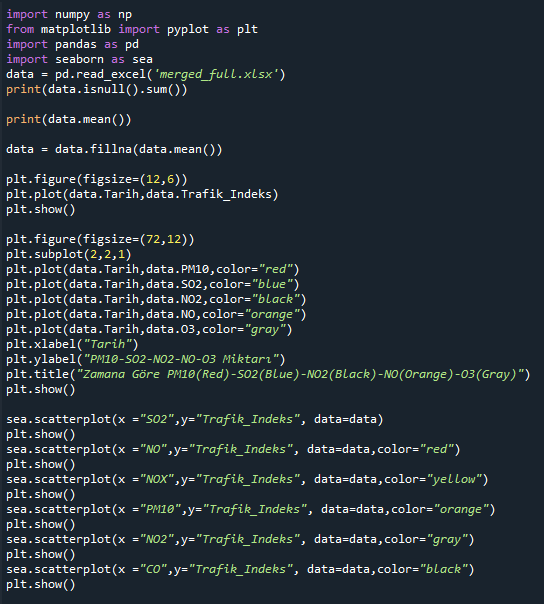 import numpy as np
from matplotlib import pyplot as plt
import pandas as pd
import seaborn as sea
data = pd.read_excel('merged_full.xlsx')
print(data.isnull().sum())
print(data.mean())
data = data.fillna(data.mean())
plt.figure(figsize=(12,6))
plt.plot(data.Tarih,data.Trafik_Indeks)
plt.show()
plt.figure(figsize=(72,12))
plt.subplot(2,2,1)
plt.plot(data.Tarih,data.PM10,color="red")
plt.plot(data.Tarih,data.SO2,color="blue")
plt.plot(data.Tarih,data.NO2,color="black")
plt.plot(data.Tarih,data.NO,color="orange")
plt.plot(data.Tarih,data.O3,color="gray")
plt.xlabel("Tarih")
plt.ylabel("PM10-SO2-NO2-NO-O3 Miktarı")
plt.title("Zamana Göre PM10(Red)-SO2(Blue)-NO2(Black)-NO(Orange)-O3(Gray)")
plt.show()
sea.scatterplot(x ="SO2",y="Trafik_Indeks", data=data)
plt.show()
sea.scatterplot(x ="NO",y="Trafik_Indeks", data=data,color="red")
plt.show()
sea.scatterplot(x ="NOX",y="Trafik_Indeks", data=data,color="yellow")
plt.show()
sea.scatterplot(x ="PM10",y="Trafik_Indeks", data=data,color="orange")
plt.show()
sea.scatterplot(x ="NO2",y="Trafik_Indeks", data=data,color="gray")
plt.show()
sea.scatterplot(x ="CO",y="Trafik_Indeks", data=data,color="black")
plt.show()